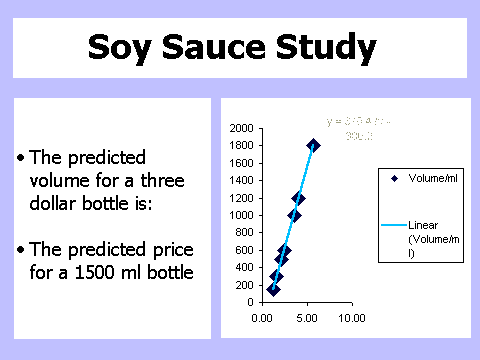 Soy Sauce Study
• The predicted
volume for a three
dollar bottle is:
• The predicted price
for a 1500 ml bottle
2000
1800
1600
1400
1200
1000
800
600
400
200
0
0.00 5.00 10.00
Volume/ml
Linear
(Volume/m
l)